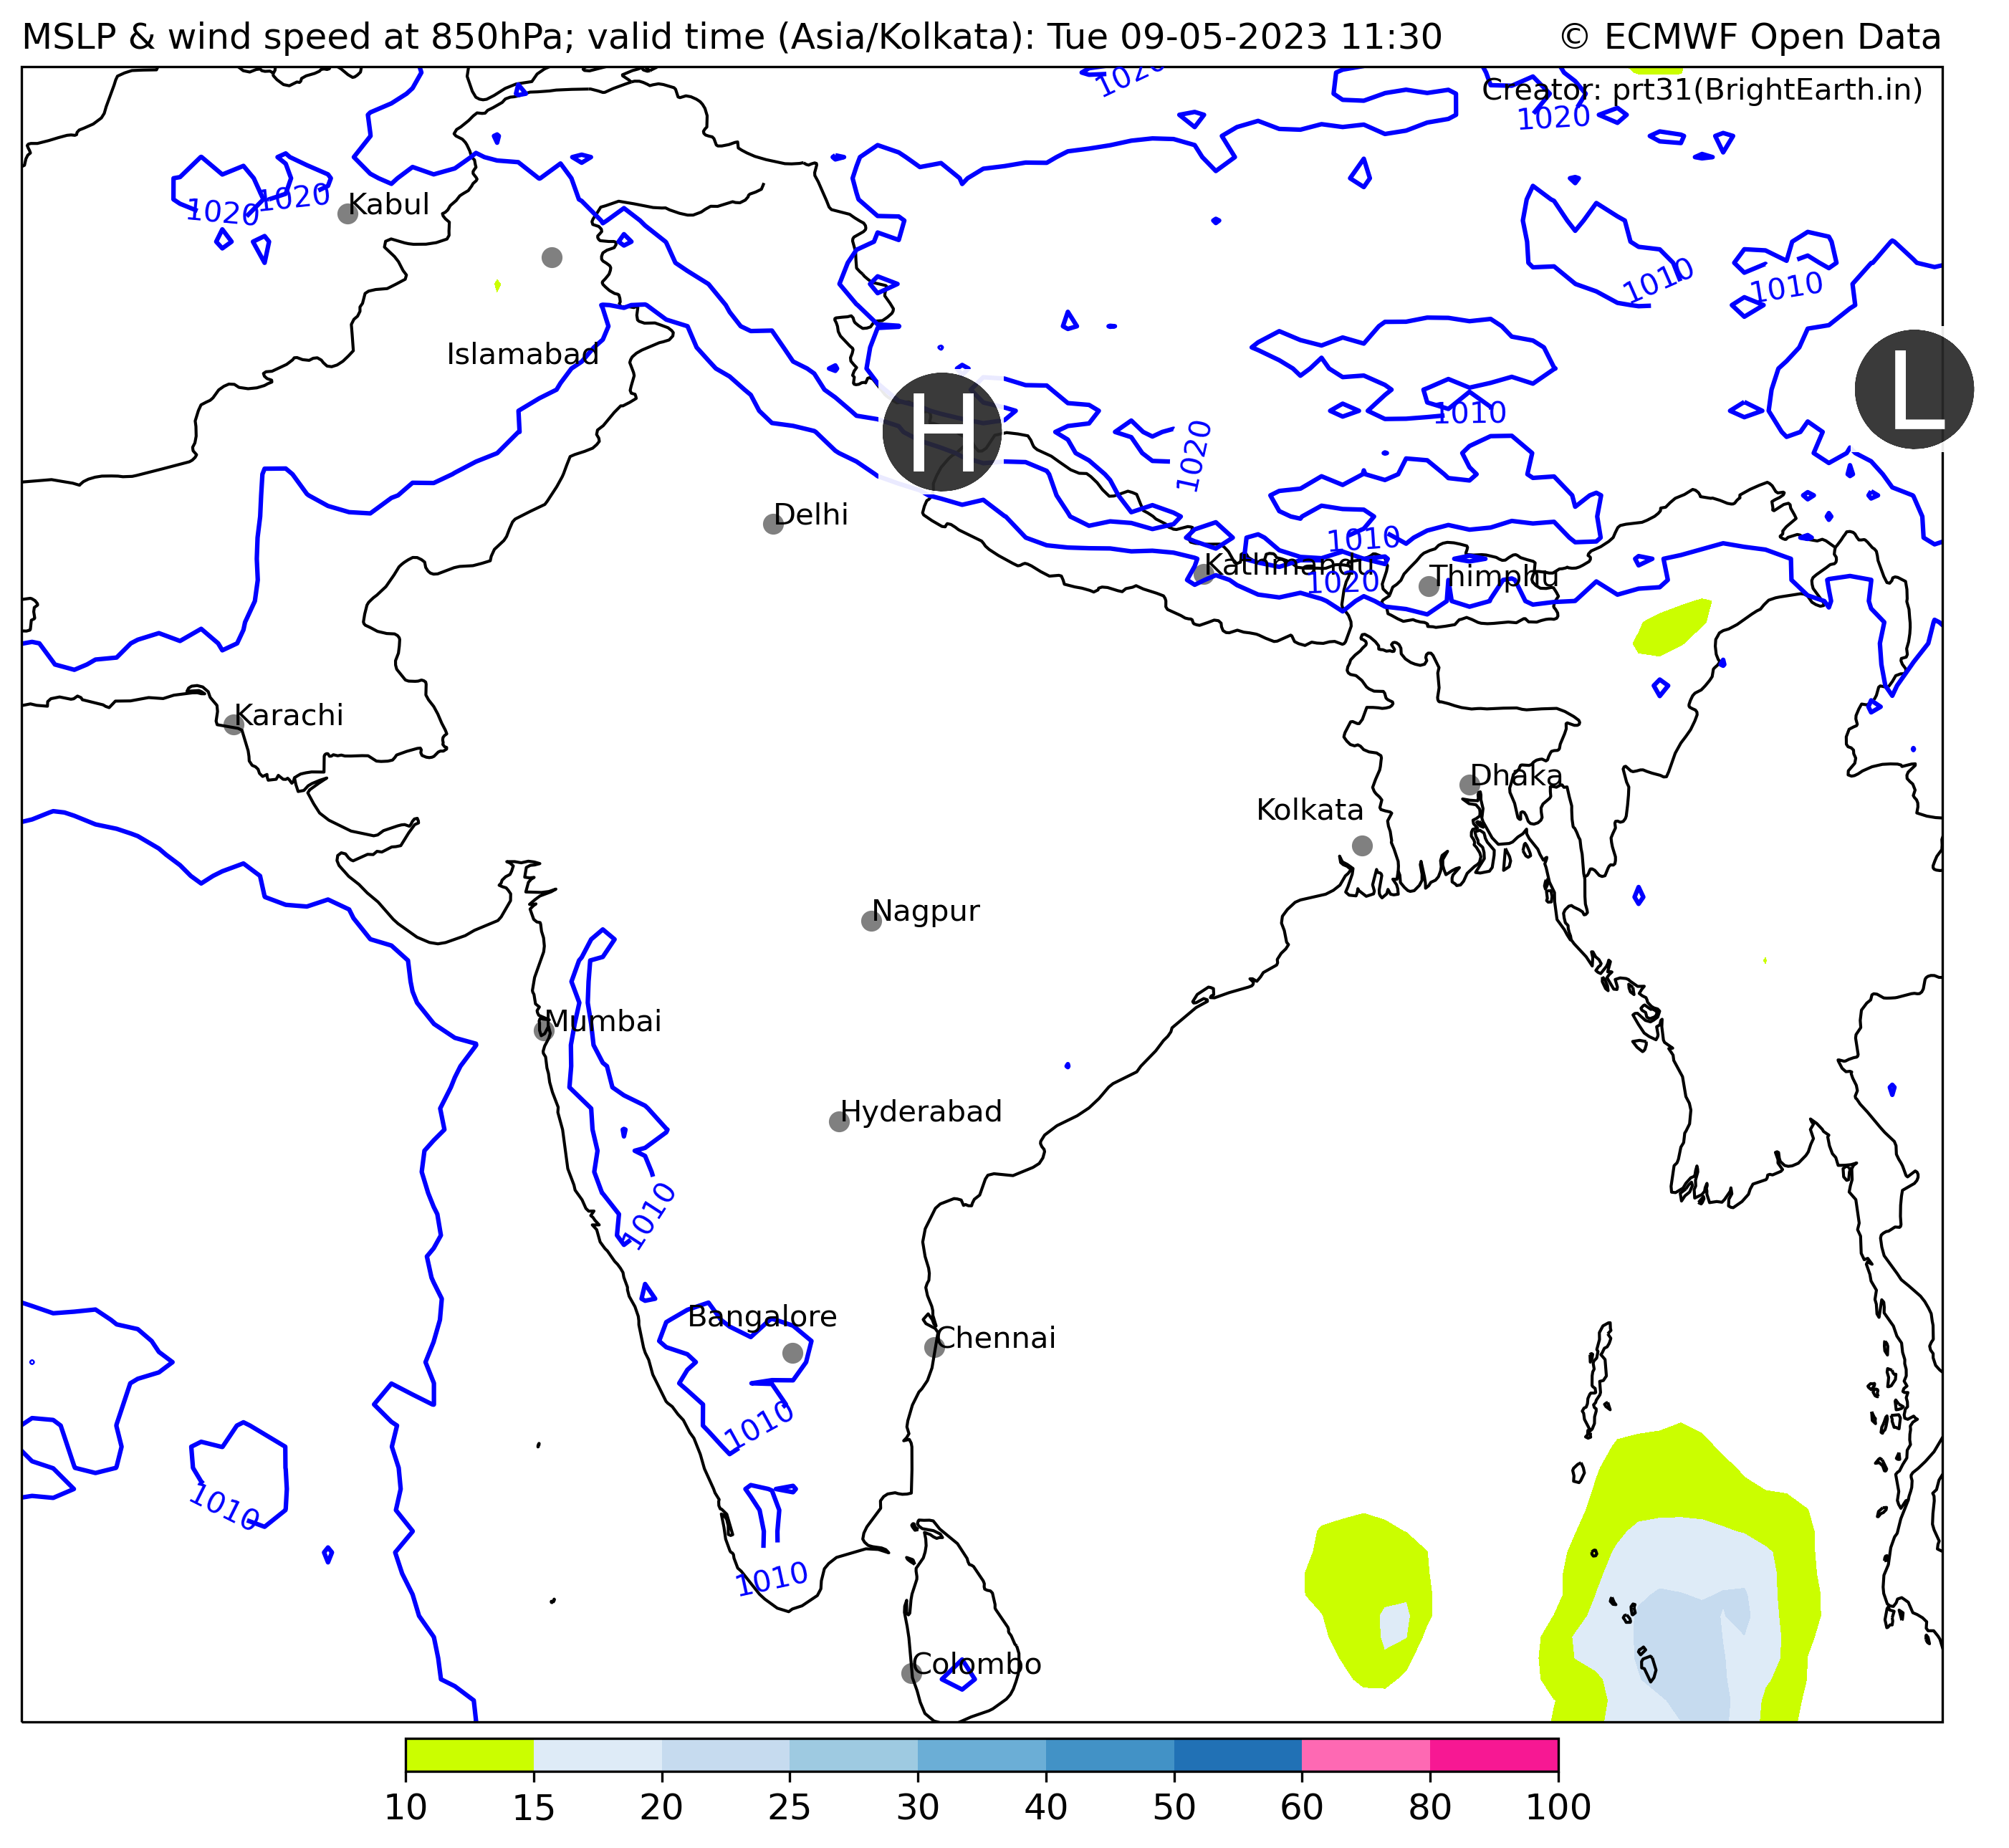 MSLP & wind speed at 850hPa; valid time (Asia/Kolkata): Tue 09-05-2023 11:30 © ECMWF Open Data
Creator: prt31(BrightEarth.in)
1020
1020
1020 1020
Kabul
1010
1010
Islamabad
H
L
1010
1020
Delhi
1010
Kathmandu
1020
Thimphu
Karachi
Dhaka
Kolkata
Nagpur
Mumbai
Hyderabad
1010
Bangalore
Chennai
1010
1010
1010
Colombo
10 15 20 25 30 40 50 60 80 100